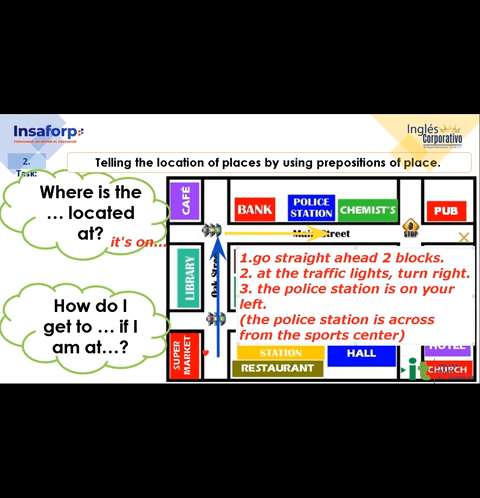 Insaforp
Inglés
Corporativo
2.
Task:
Telling the location of places by using prepositions of place.
Where is the
... located
at?
it's on...
How do I
get to ... if I
am at...?
CAFÉ
BANK
POLICE
STATION
CHEMIST'S
STOP
PUB
Main Street
LIBRARY
Oak Stre
1.go straight ahead 2 blocks.
2. at the traffic lights, turn right.
3. the police station is on your
left.
(the police station is across
from the sports center)
SUPER
MARKET
STATION
RESTAURANT
HALL
HOTEL
it
CHURCH